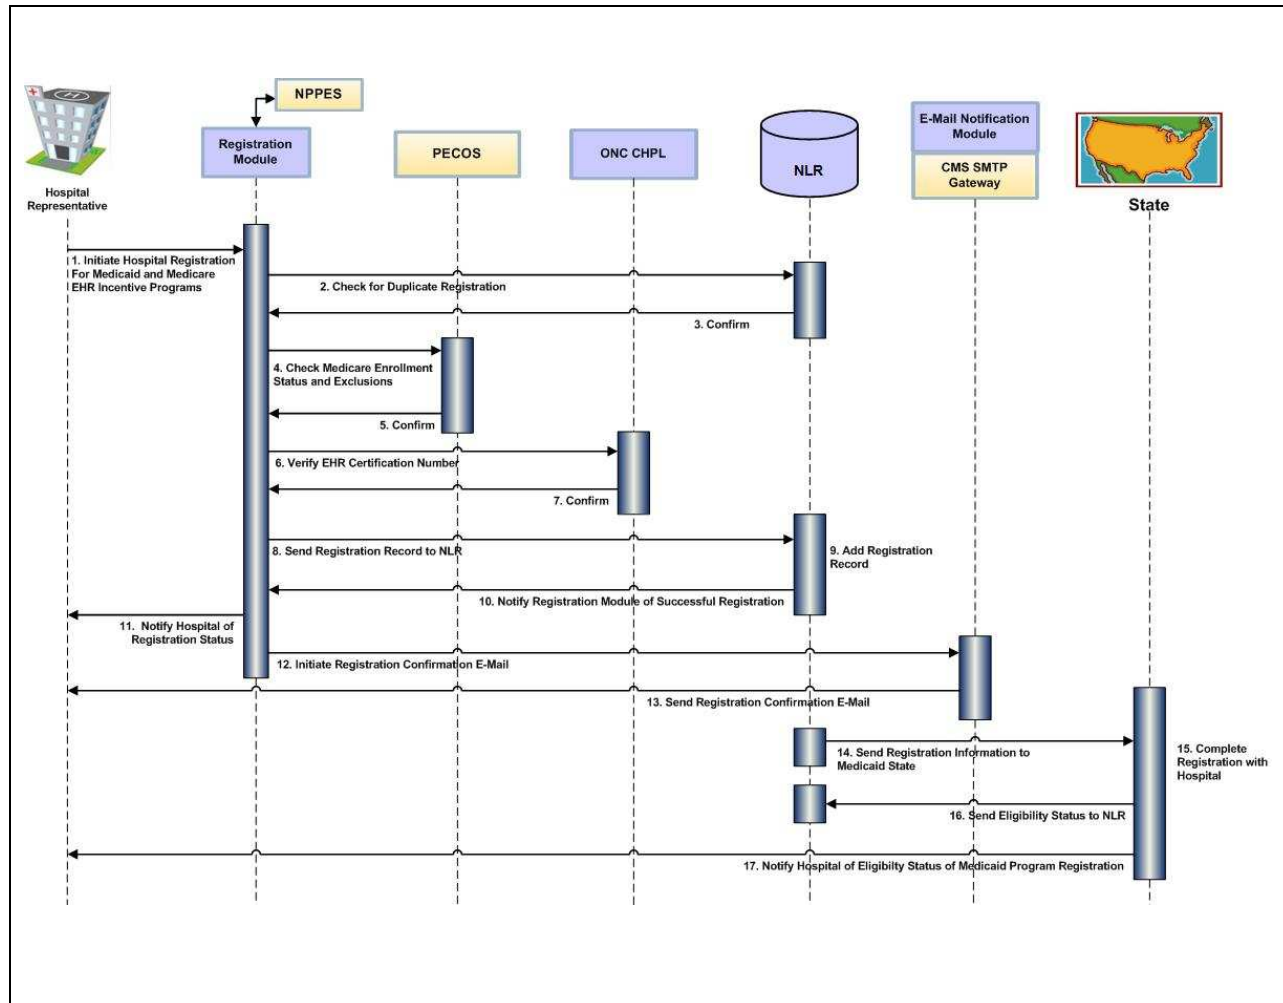 NPPES
Registration
Module
PECOS
ONC CHPL
NLR
E-Mail Notification
Module
CMS SMTP
Gateway
Hospital
Representative
State
1. Initiate Hospital Registration
For Medicaid and Medicare
EHR Incentive Programs
2. Check for Duplicate Registration
3. Confirm
4. Check Medicare Enrollment
Status and Exclusions
5. Confirm
6. Verify EHR Certification Number
7. Confirm
8. Send Registration Record to NLR
9. Add Registration
Record
10. Notify Registration Module of Successful Registration
11. Notify Hospital of
Registration Status
12. Initiate Registration Confirmation E-Mail
13. Send Registration Confirmation E-Mail
14. Send Registration Information to
Medicaid State
15. Complete
Registration with
Hospital
16. Send Eligibility Status to NLR
17. Notify Hospital of Eligibilty Status of Medicaid Program Registration